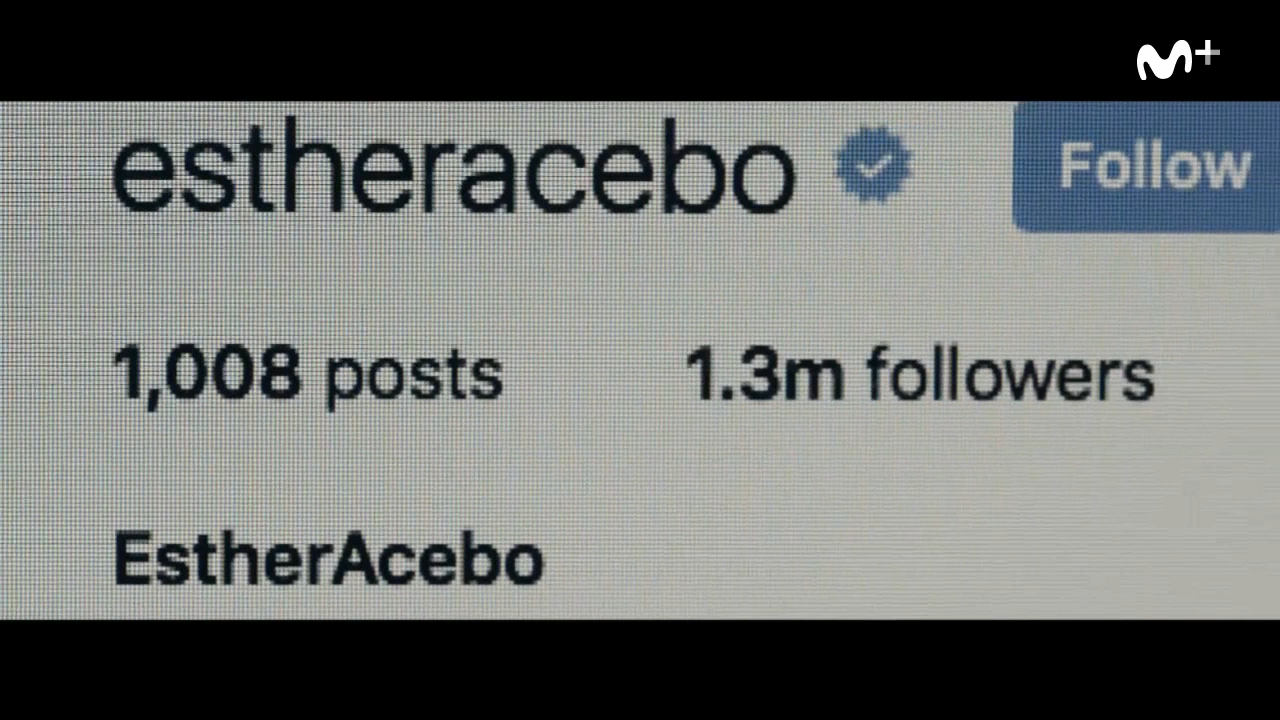 M+
estheracebo
Follow
1,008 posts
1.3m followers
EstherAcebo